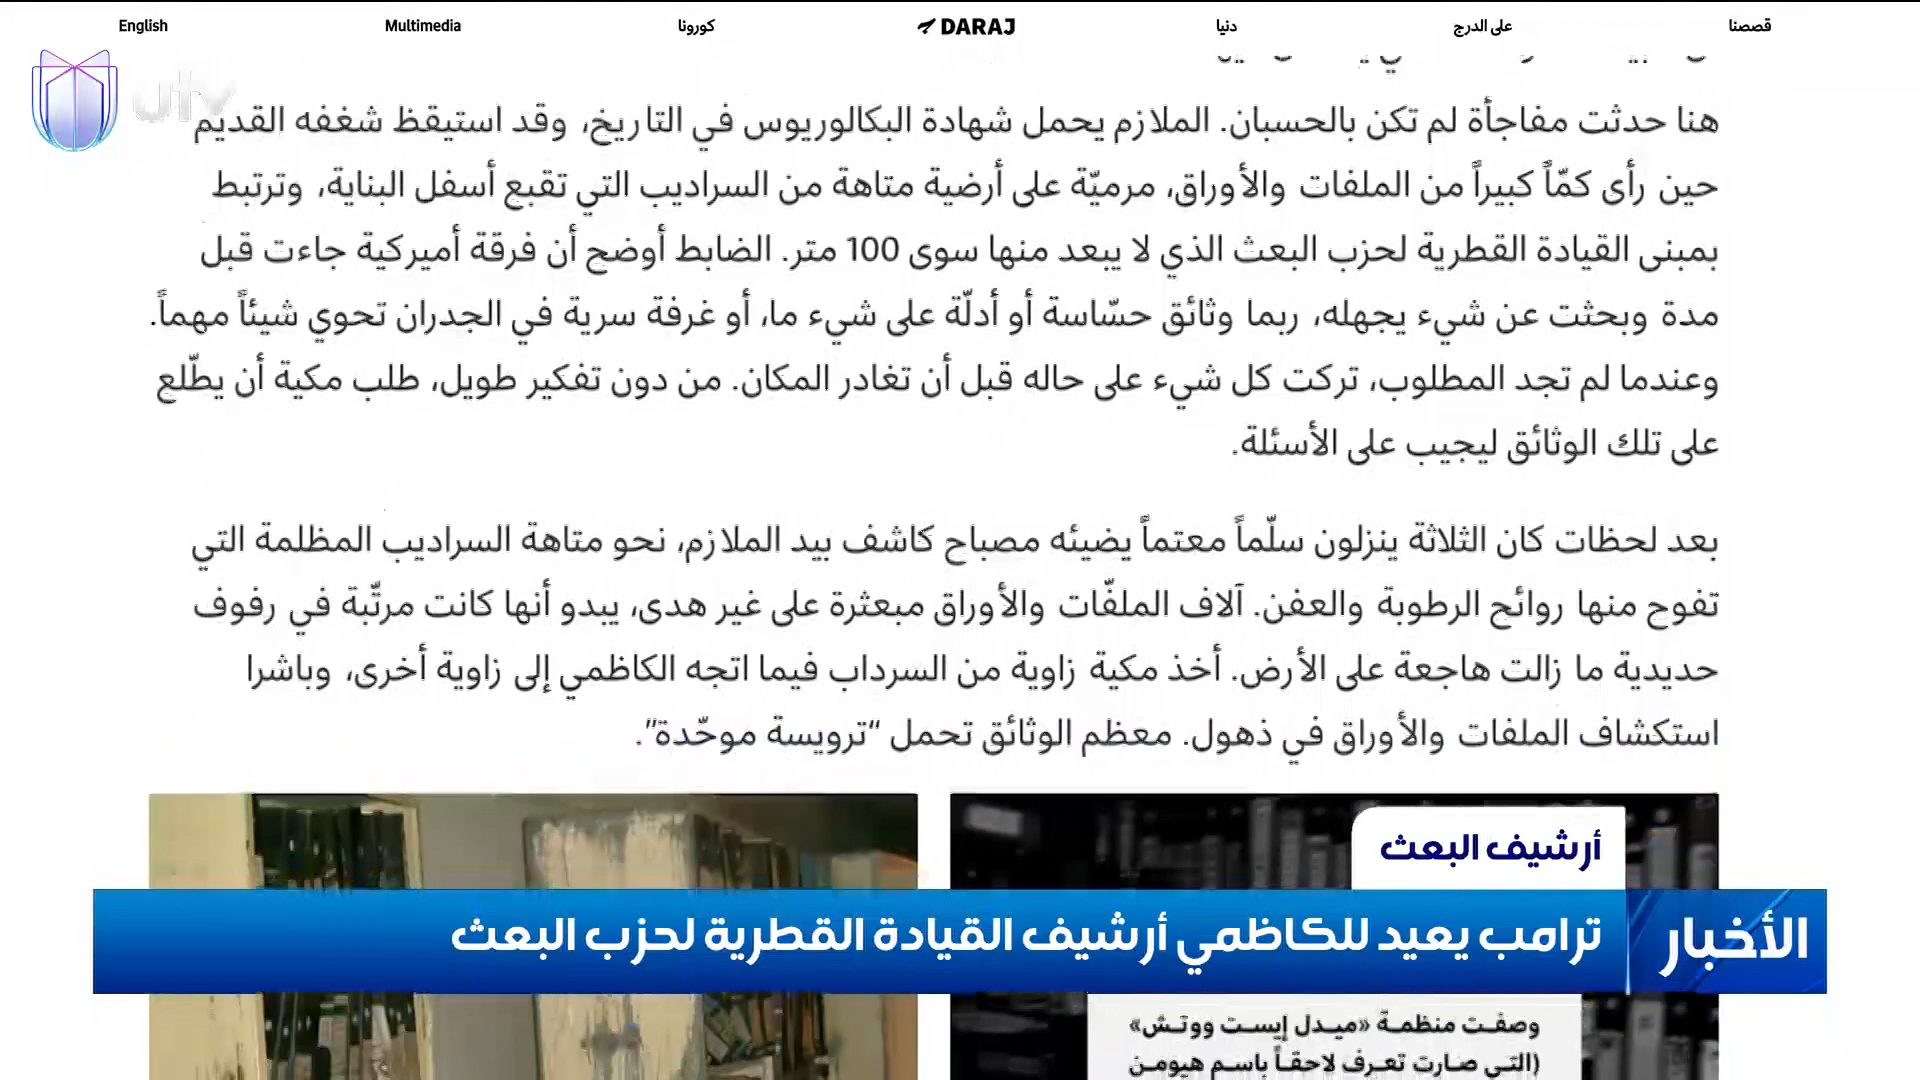 قصصنا
على الدرج
دنيا
DARAJ
كورونا
Multimedia
English
utv
هنا حدثت مفاجأة لم تكن بالحسبان. الملازم يحمل شهادة البكالوريوس في التاريخ، وقد استيقظ شغفه القديم
حين رأى كمّاً كبيراً من الملفات والأوراق، مرميّة على أرضية متاهة من السراديب التي تقبع أسفل البناية، وترتبط
بمبنى القيادة القطرية لحزب البعث الذي لا يبعد منها سوى 100 متر. الضابط أوضح أن فرقة أميركية جاءت قبل
مدة وبحثت عن شيء يجهله، ربما وثائق حسّاسة أو أدلّة على شيء ما، أو غرفة سرية في الجدران تحوي شيئاً مهماً.
وعندما لم تجد المطلوب، تركت كل شيء على حاله قبل أن تغادر المكان. من دون تفكير طويل، طلب مكية أن يطّلع
على تلك الوثائق ليجيب على الأسئلة.
بعد لحظات كان الثلاثة ينزلون سلّماً معتماً يضيئه مصباح كاشف بيد الملازم، نحو متاهة السراديب المظلمة التي
تفوح منها روائح الرطوبة والعفن. آلاف الملفّات والأوراق مبعثرة على غير هدى، يبدو أنها كانت مرتّبة في رفوف
حديدية ما زالت هاجعة على الأرض. أخذ مكية زاوية من السرداب فيما اتجه الكاظمي إلى زاوية أخرى، وباشرا
استكشاف الملفات والأوراق في ذهول. معظم الوثائق تحمل “ترويسة موحّدة”.
أرشيف البعث
الأخبار
ترامب يعيد للكاظمي أرشيف القيادة القطرية لحزب البعث
وصفت منظمة «ميدل إيست ووتش»
(التي صارت تعرف لاحقاً باسم هيومن